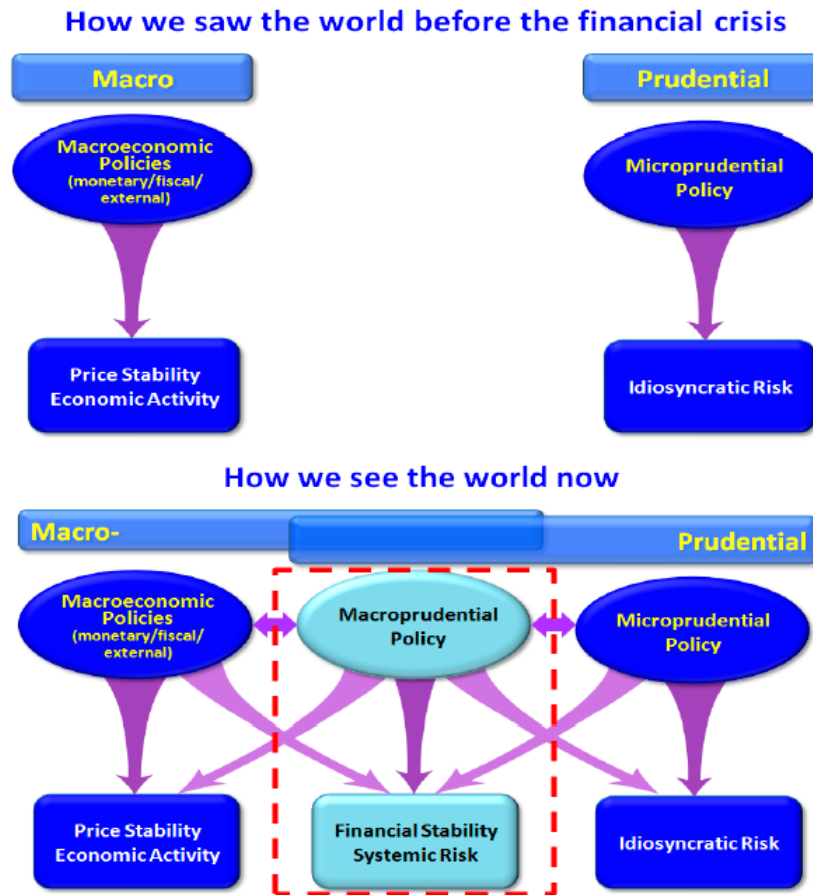 How we saw the world before the financial crisis
Macro
Prudential
Macroeconomic
Policies
(monetary/fiscal/
external)
Microprudential
Policy
Price Stability
Economic Activity
Idiosyncratic Risk
How we see the world now
Macro-
Prudential
Macroeconomic
Policies
(monetary/fiscal/
external)
Macroprudential
Policy
Microprudential
Policy
Price Stability
Economic Activity
Financial Stability
Systemic Risk
Idiosyncratic Risk